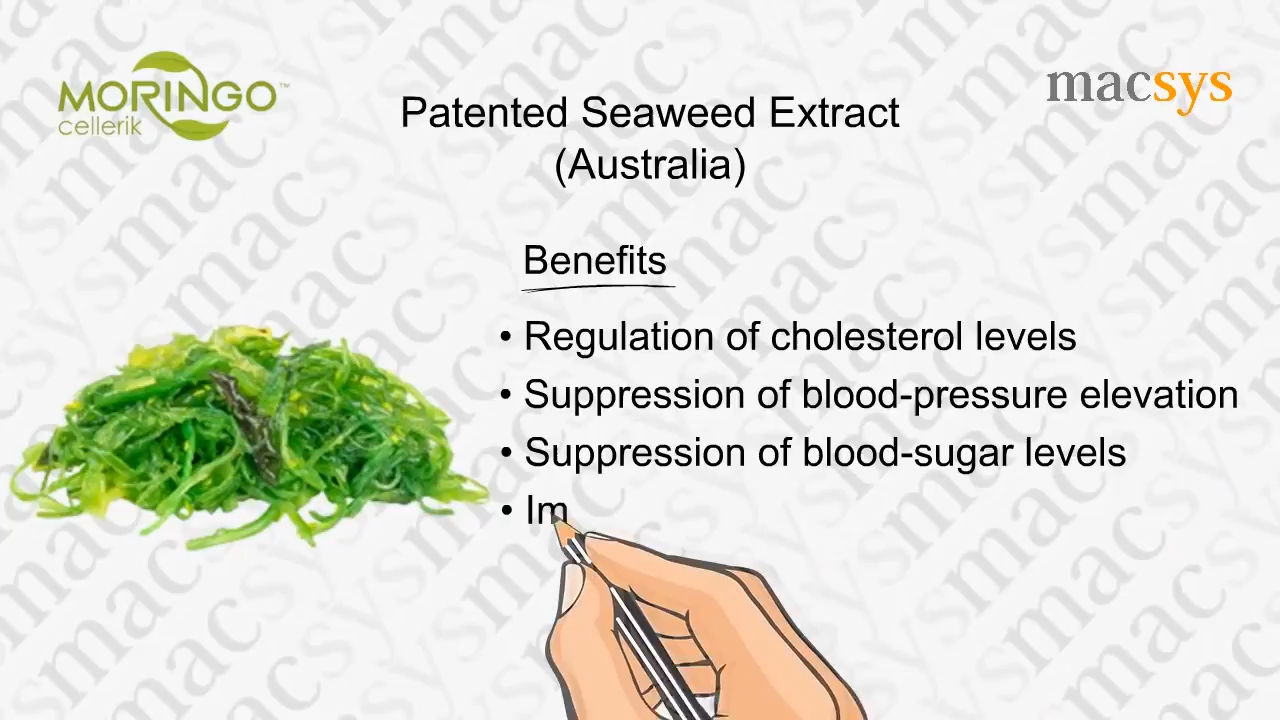 MORINGO™
cellerik
macsys
Patented Seaweed Extract
(Australia)
Benefits
• Regulation of cholesterol levels
• Suppression of blood-pressure elevation
• Suppression of blood-sugar levels
• Im